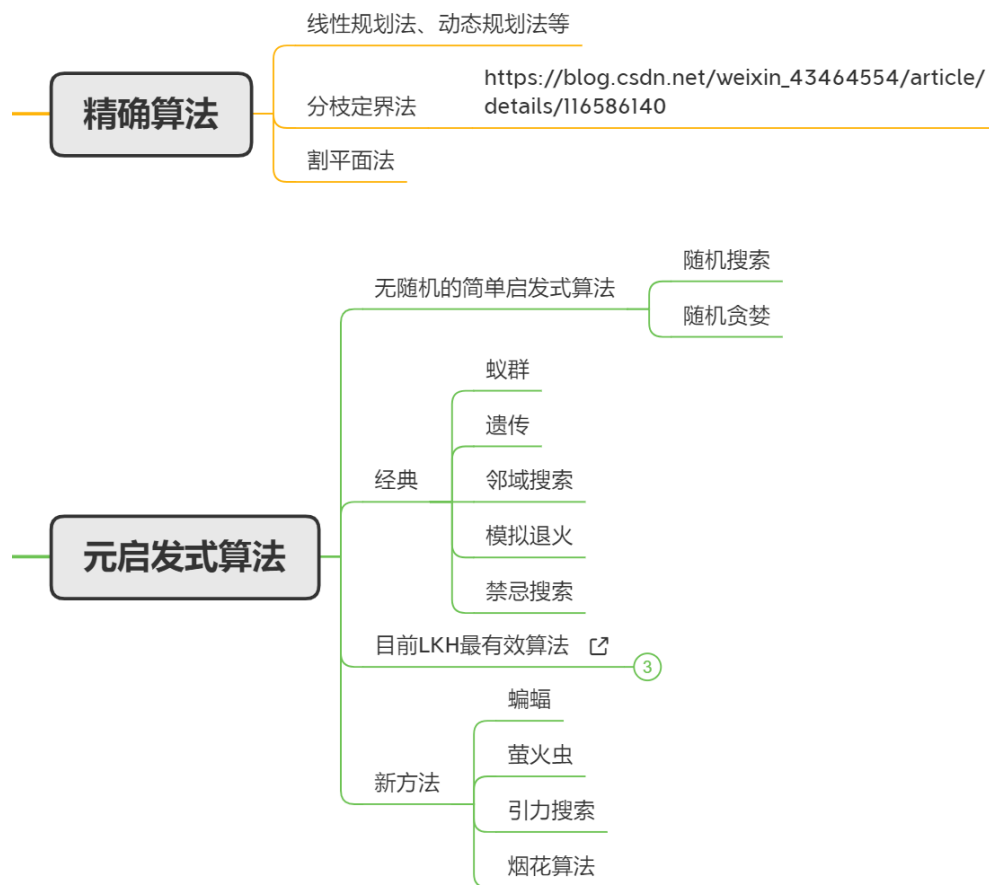 线性规划法、动态规划法等
精确算法
分枝定界法
https://blog.csdn.net/weixin_43464554/article/
details/116586140
割平面法
无随机的简单启发式算法
随机搜索
随机贪婪
元启发式算法
经典
蚁群
遗传
邻域搜索
模拟退火
禁忌搜索
目前LKH最有效算法
3
新方法
蝙蝠
萤火虫
引力搜索
烟花算法